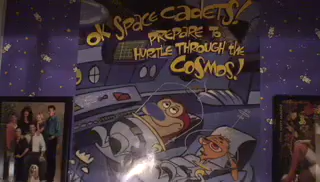 OK SPACE CADETS!
PREPARE TO
HURTLE THROUGH THE
COSMOS!